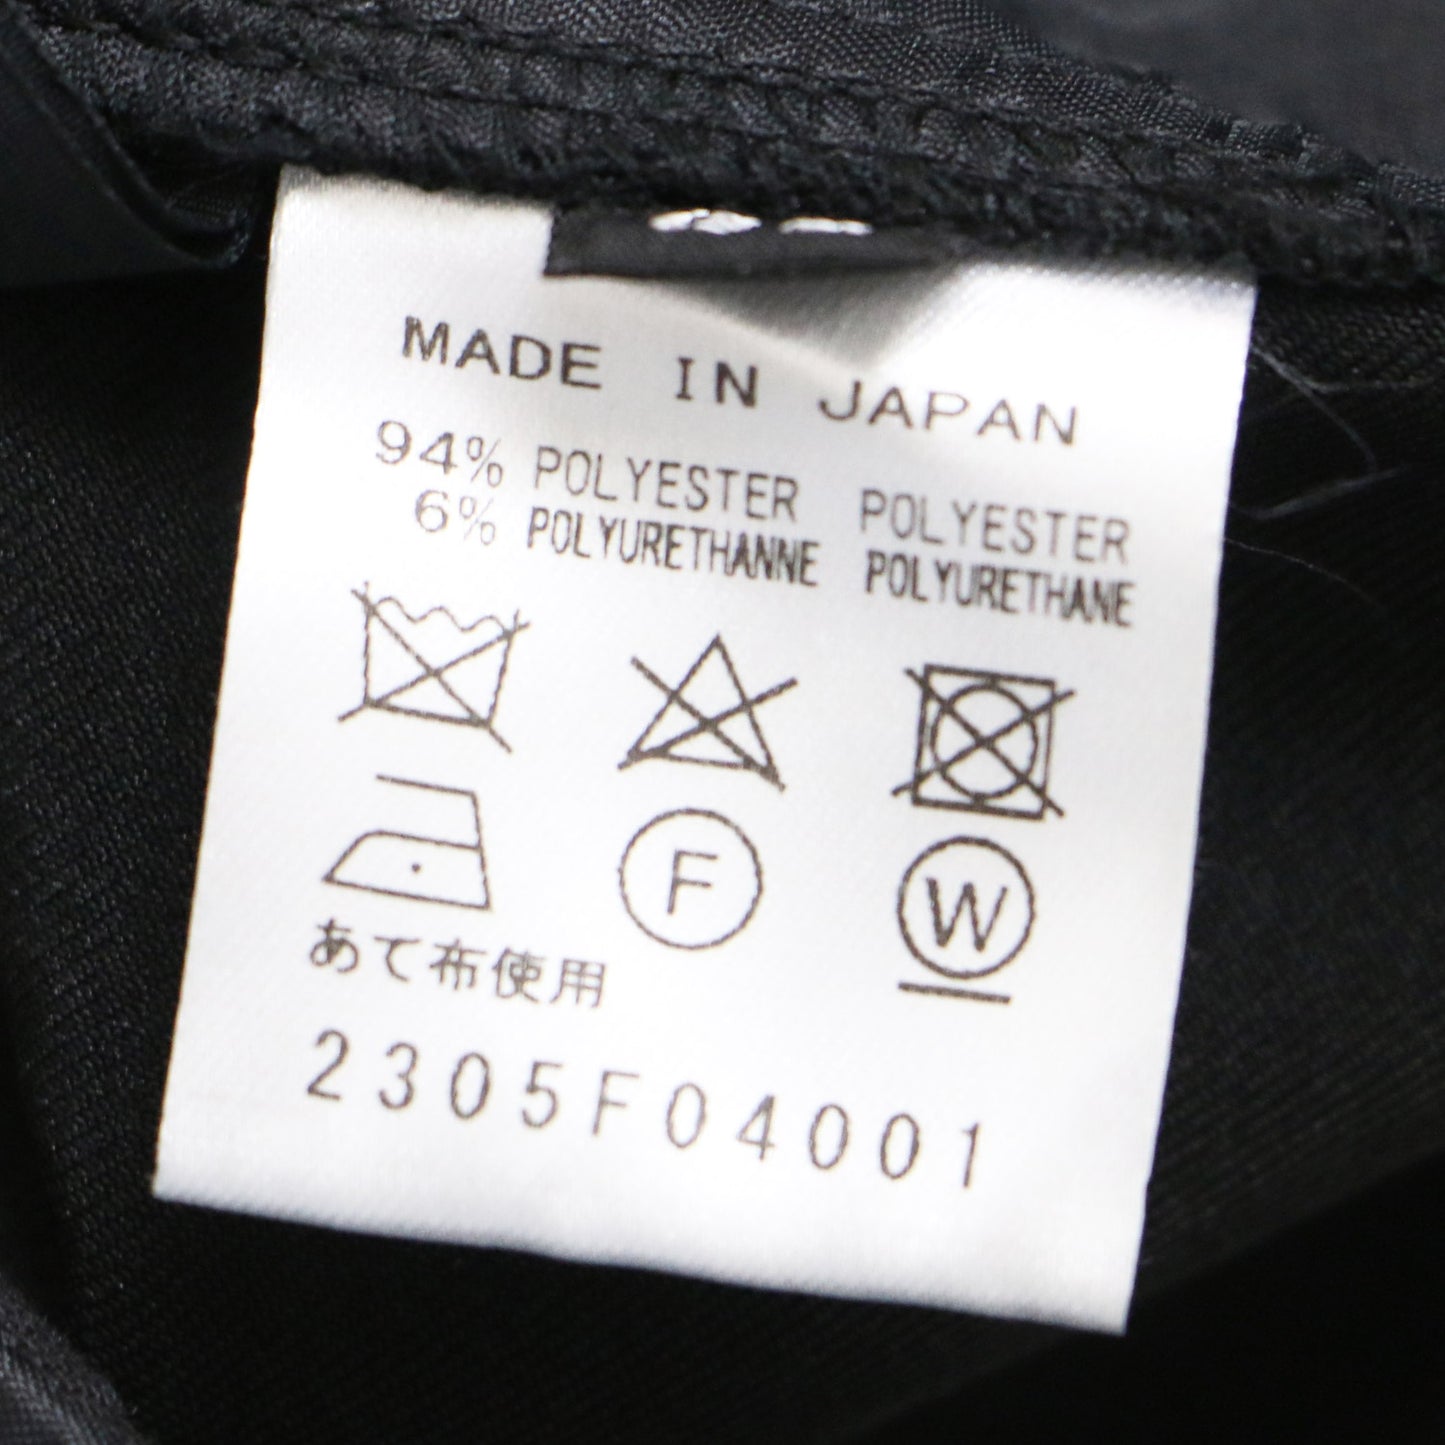 MADE IN JAPAN
94% POLYESTER POLYESTER
6% POLYURETHANNE POLYURETHANE
F W
あて布使用
2305F04001